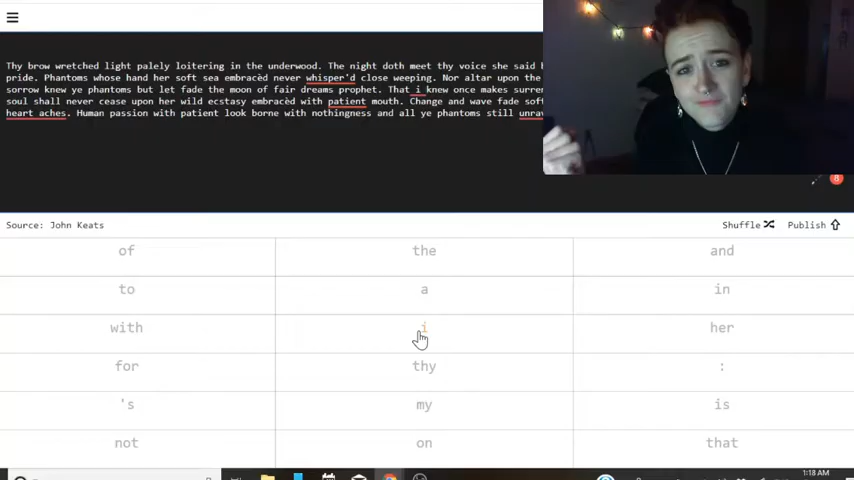 Thy brow wretched light palely loitering in the underwood. The night doth meet thy voice she said
pride. Phantoms whose hand her soft sea embracèd never whisper'd close weeping. Nor altar upon the
sorrow knew ye phantoms but let fade the moon of fair dreams prophet. That i knew once makes
soul shall never cease upon her wild ecstasy embracèd with patient mouth. Change and wave fade
heart aches. Human passion with patient look borne with nothingness and all ye phantoms still
8
Source: John Keats
Shuffle
Publish
of the and
to a in
with i her
for thy :
's my is
not on that
1:18 AM